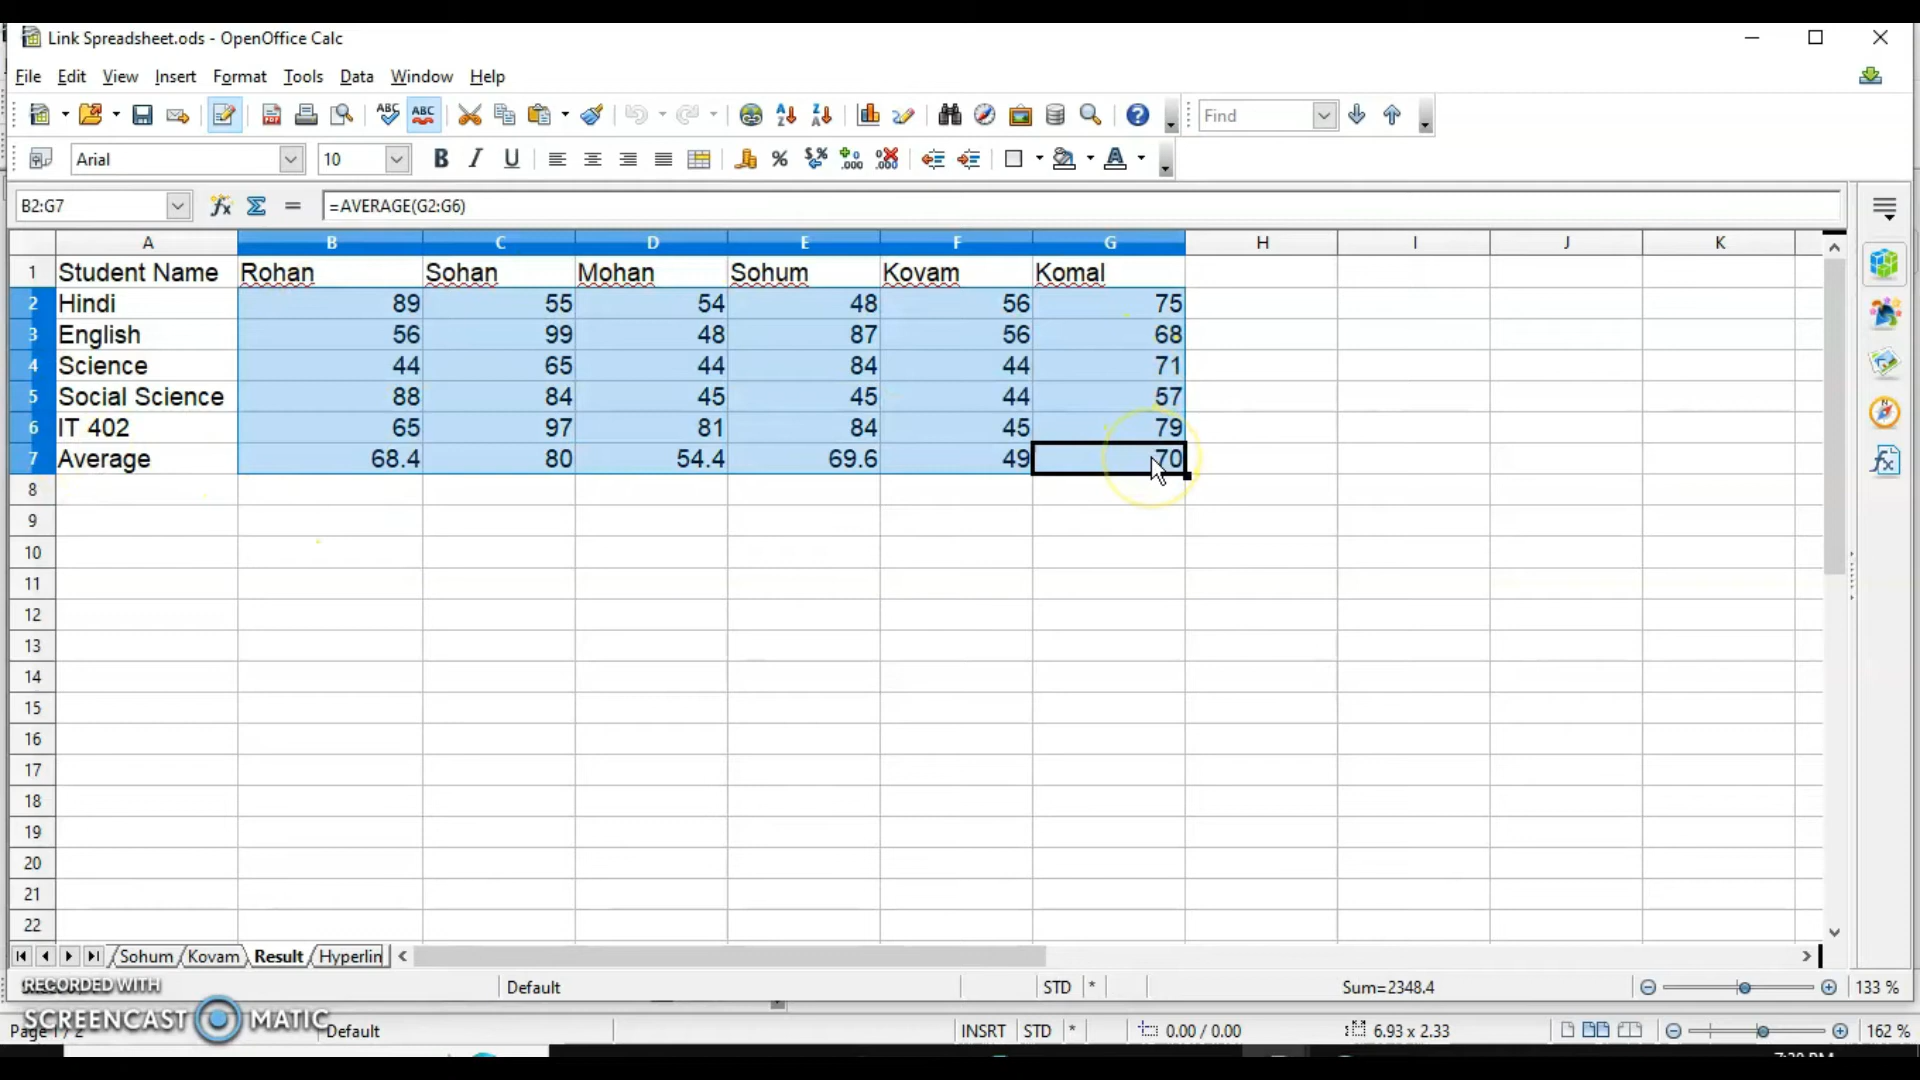 Link Spreadsheet.ods - OpenOffice Calc
File Edit View Insert Format Tools Data Window Help
ABC ABC Find
Arial 10
B2:G7 =AVERAGE(G2:G6)
A B C D E F G H I J K
1 Student Name Rohan Sohan Mohan Sohum Kovam Komal
2 Hindi 89 55 54 48 56 75
3 English 56 99 48 87 56 68
4 Science 44 65 44 84 44 71
5 Social Science 88 84 45 45 44 57
6 IT 402 65 97 81 84 45 79
7 Average 68.4 80 54.4 69.6 49 70
8
9
10
11
12
13
14
15
16
17
18
19
20
21
22
Sohum Kovam Result Hyperlin
RECORDED WITH Default STD * Sum=2348.4 133 %
SCREENCAST MATIC
Page 1 / 2 Default INSRT STD * 0.00 / 0.00 6.93 x 2.33 162 %